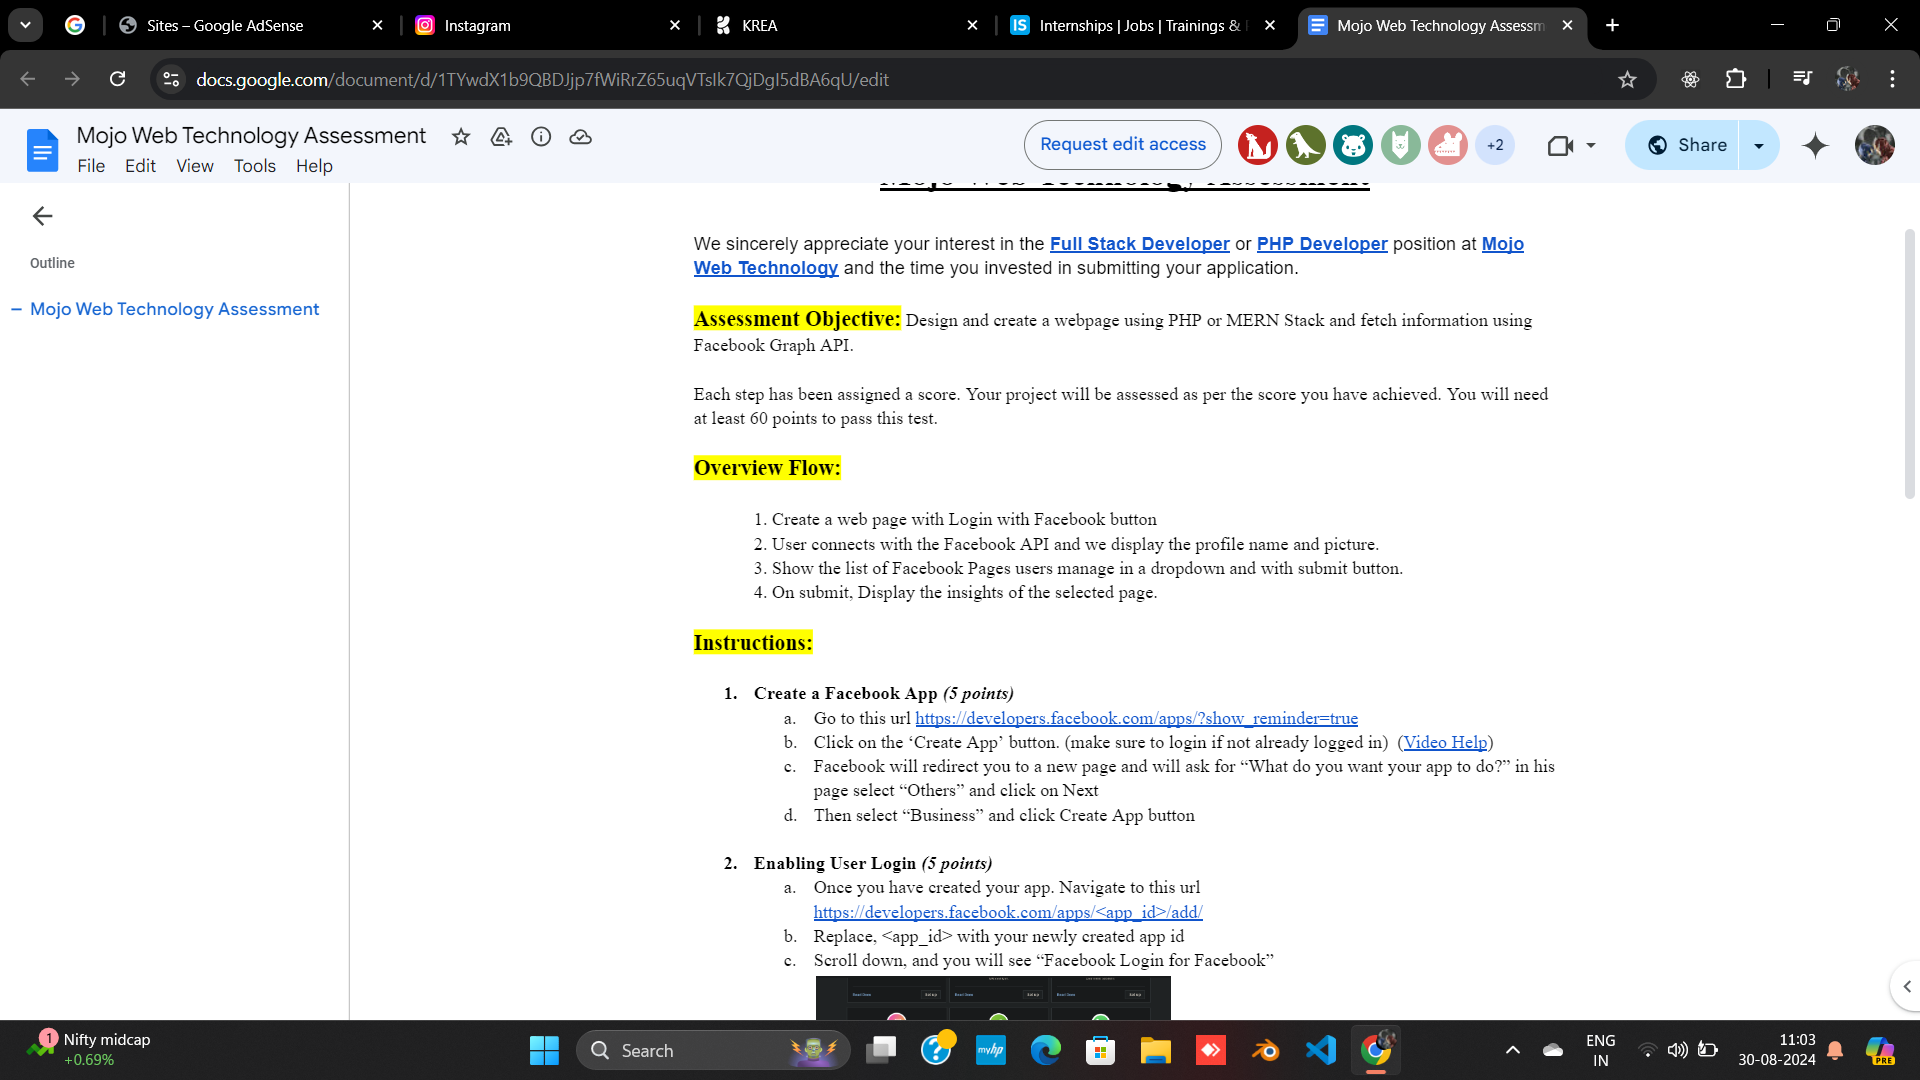 Sites – Google AdSense
Instagram
KREA
Internships | Jobs | Trainings &
Mojo Web Technology Assessm
docs.google.com/document/d/1TYwdX1b9QBDJjp7fWiRrZ65uqVTsIk7QjDgI5dBA6qU/edit
Mojo Web Technology Assessment
File Edit View Tools Help
Request edit access
+2
Share
Outline
Mojo Web Technology Assessment
Mojo Web Technology Assessment
We sincerely appreciate your interest in the Full Stack Developer or PHP Developer position at Mojo
Web Technology and the time you invested in submitting your application.
Assessment Objective: Design and create a webpage using PHP or MERN Stack and fetch information using
Facebook Graph API.
Each step has been assigned a score. Your project will be assessed as per the score you have achieved. You will need
at least 60 points to pass this test.
Overview Flow:
1. Create a web page with Login with Facebook button
2. User connects with the Facebook API and we display the profile name and picture.
3. Show the list of Facebook Pages users manage in a dropdown and with submit button.
4. On submit, Display the insights of the selected page.
Instructions:
1. Create a Facebook App (5 points)
a. Go to this url https://developers.facebook.com/apps/?show_reminder=true
b. Click on the ‘Create App’ button. (make sure to login if not already logged in) (Video Help)
c. Facebook will redirect you to a new page and will ask for “What do you want your app to do?” in his
page select “Others” and click on Next
d. Then select “Business” and click Create App button
2. Enabling User Login (5 points)
a. Once you have created your app. Navigate to this url
https://developers.facebook.com/apps/<app_id>/add/
b. Replace, <app_id> with your newly created app id
c. Scroll down, and you will see “Facebook Login for Facebook”
1
Nifty midcap
+0.69%
Search
myhp
ENG
IN
11:03
30-08-2024
PRE